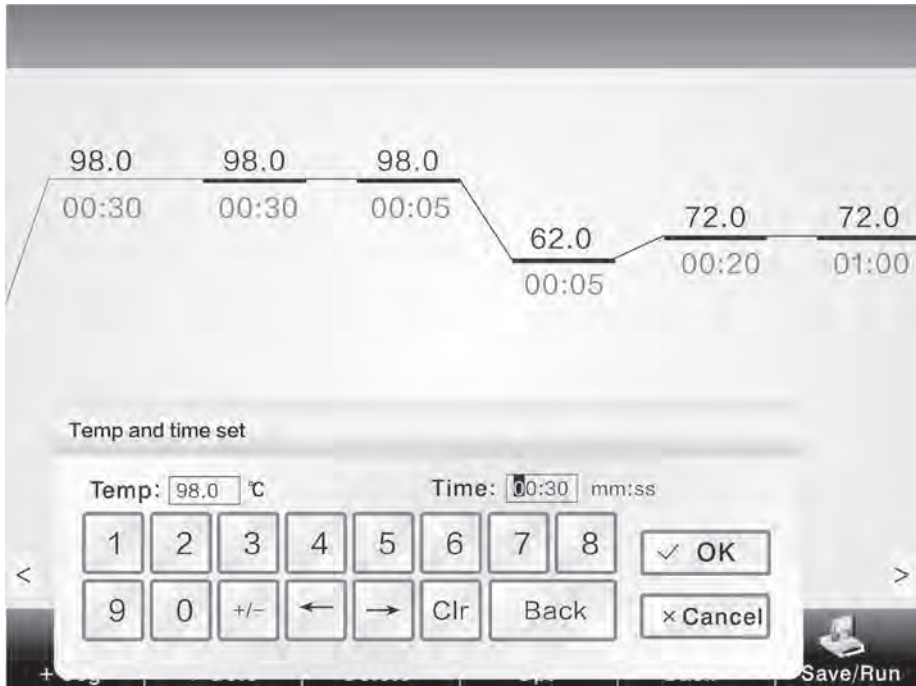 98.0 98.0 98.0
00:30 00:30 00:05
72.0 72.0
62.0
00:20 01:00
00:05
Temp and time set
Temp: 98.0 ℃ Time: 00:30 mm:ss
1 2 3 4 5 6 7 8 ✓ OK
< >
9 0 +/- ← → Clr Back × Cancel
Save/Run